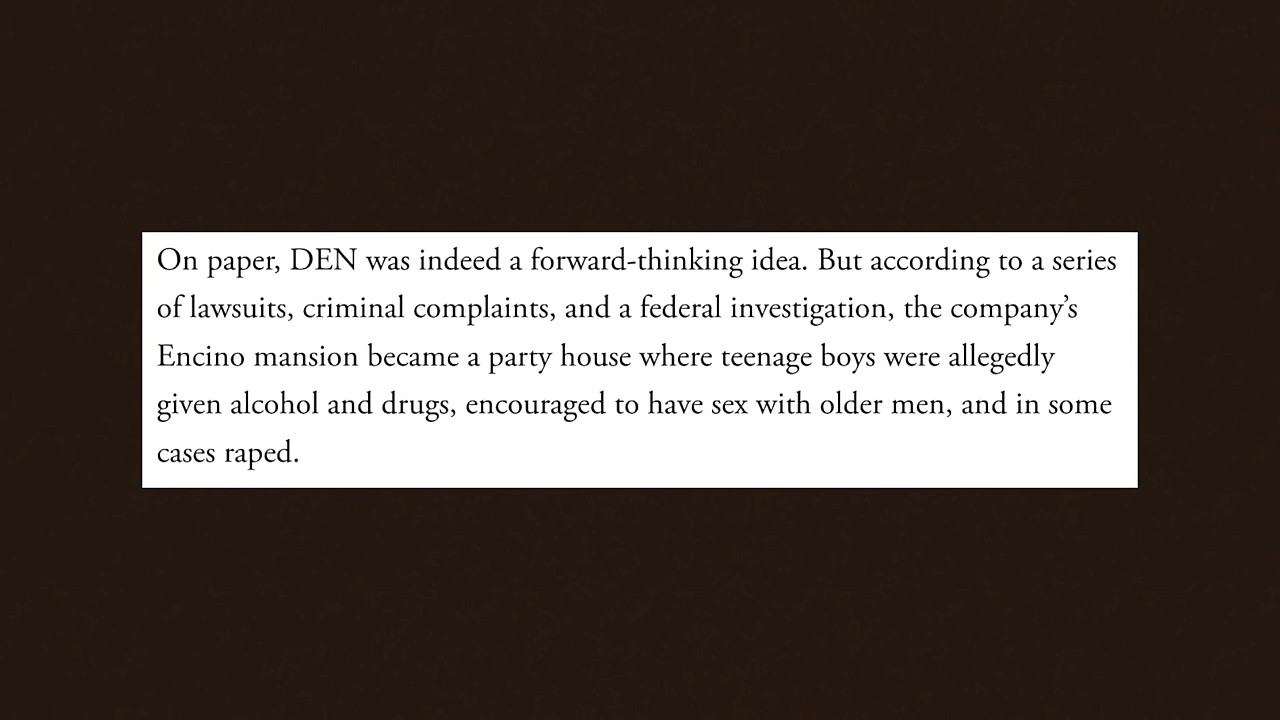 On paper, DEN was indeed a forward-thinking idea. But according to a series
of lawsuits, criminal complaints, and a federal investigation, the company’s
Encino mansion became a party house where teenage boys were allegedly
given alcohol and drugs, encouraged to have sex with older men, and in some
cases raped.